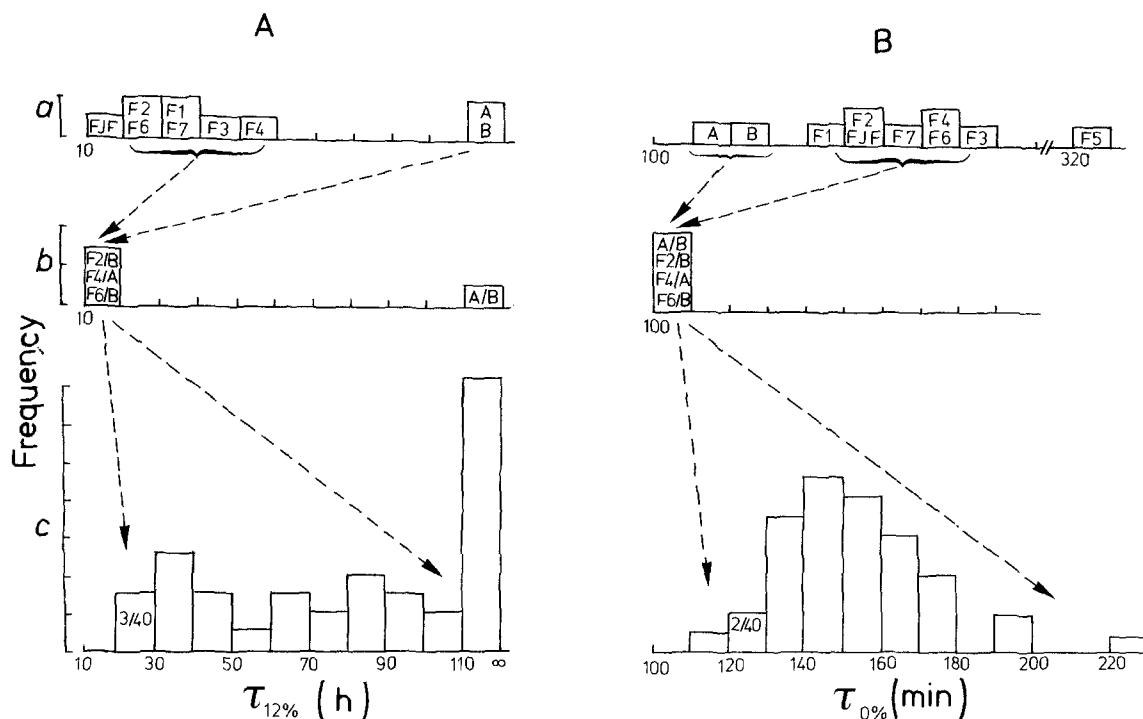 A
B
a
FJF
F2
F6
F1
F7
F3
F4
A
B
10
A
B
F1
F2
FJF
F7
F4
F6
F3
F5
100
320
b
F2/B
F4/A
F6/B
A/B
10
A/B
F2/B
F4/A
F6/B
100
Frequency
c
3/40
10 30 50 70 90 110 ∞
τ12% (h)
2/40
100 120 140 160 180 200 220
τ0% (min)